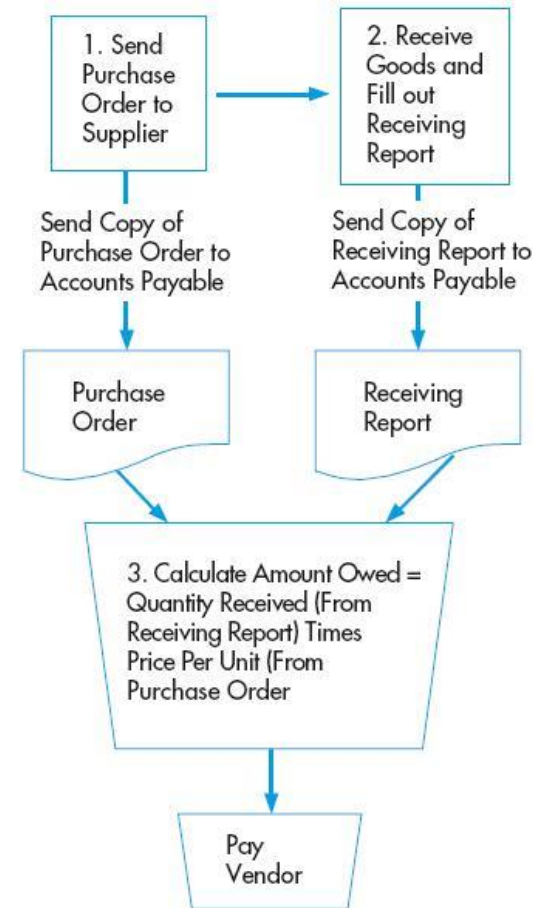 1. Send
Purchase
Order to
Supplier
2. Receive
Goods and
Fill out
Receiving
Report
Send Copy of
Purchase Order to
Accounts Payable
Send Copy of
Receiving Report to
Accounts Payable
Purchase
Order
Receiving
Report
3. Calculate Amount Owed =
Quantity Received (From
Receiving Report) Times
Price Per Unit (From
Purchase Order
Pay
Vendor